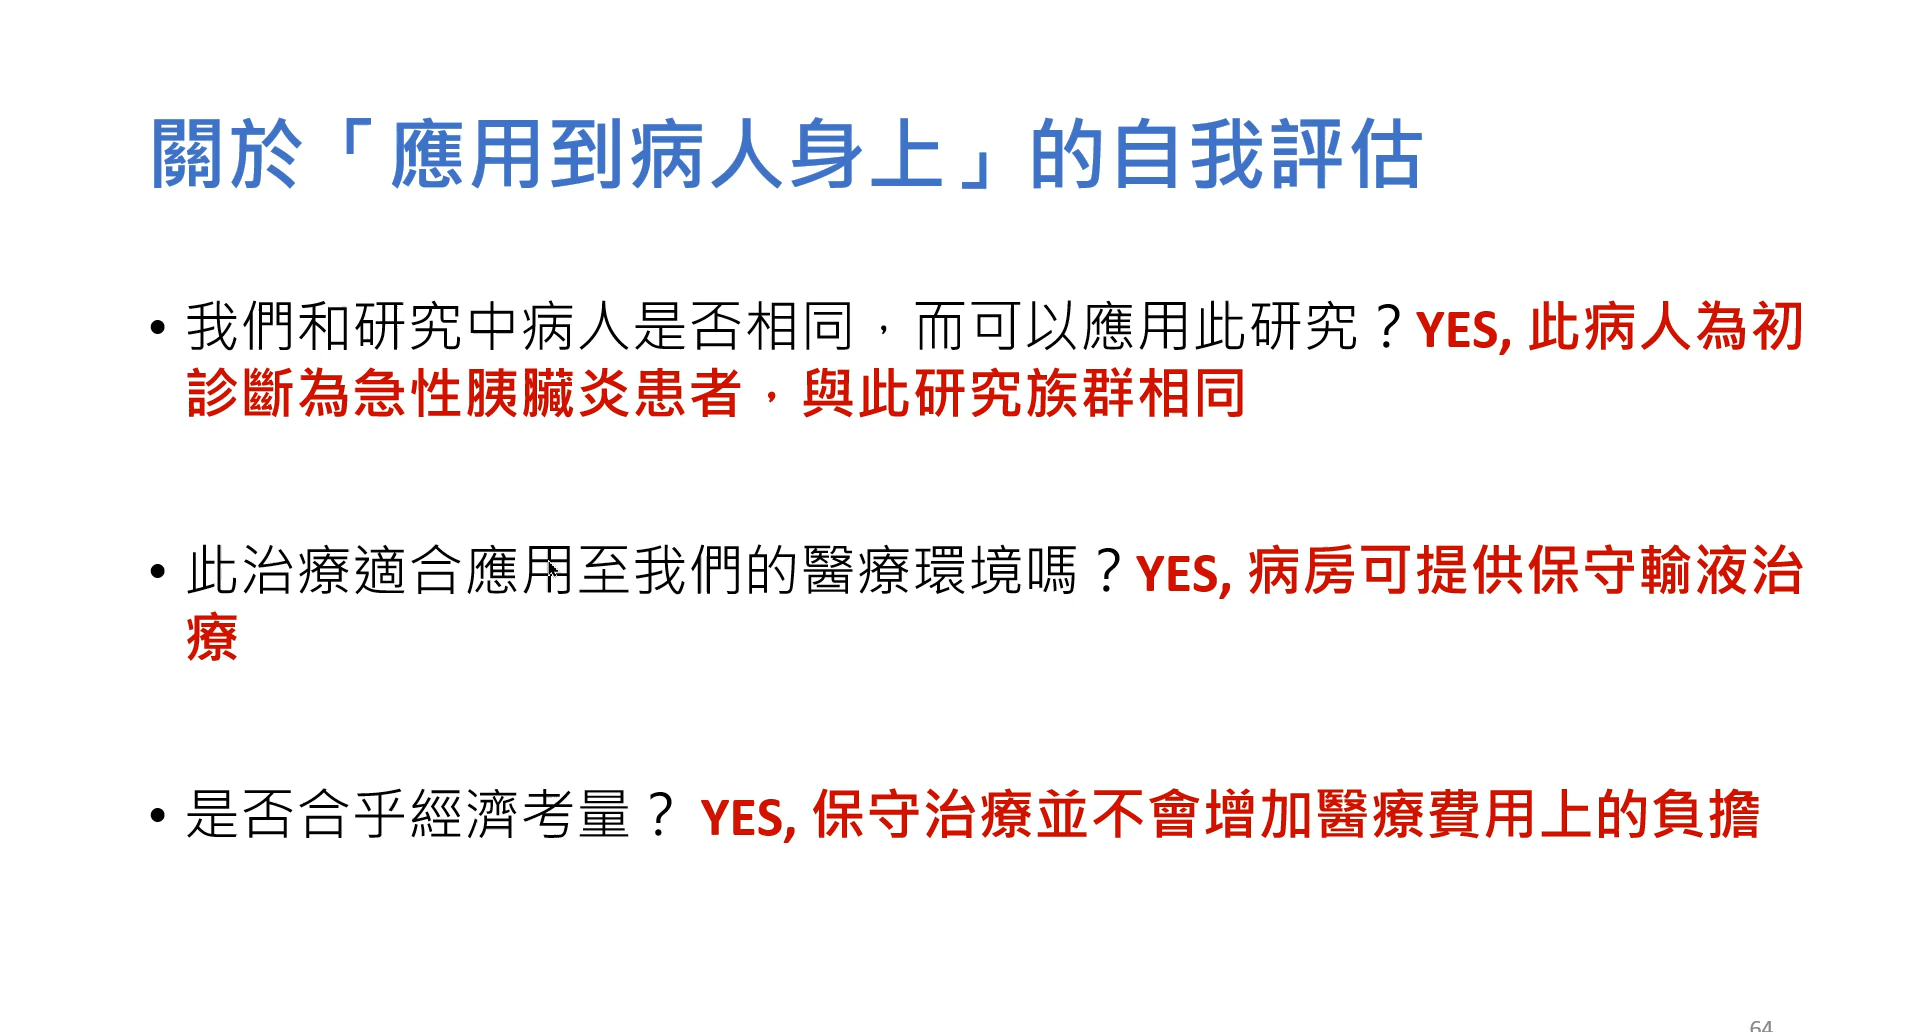 關於「應用到病人身上」的自我評估
• 我們和研究中病人是否相同，而可以應用此研究？YES, 此病人為初
診斷為急性胰臟炎患者，與此研究族群相同
• 此治療適合應用至我們的醫療環境嗎？YES, 病房可提供保守輸液治
療
• 是否合乎經濟考量？ YES, 保守治療並不會增加醫療費用上的負擔
64